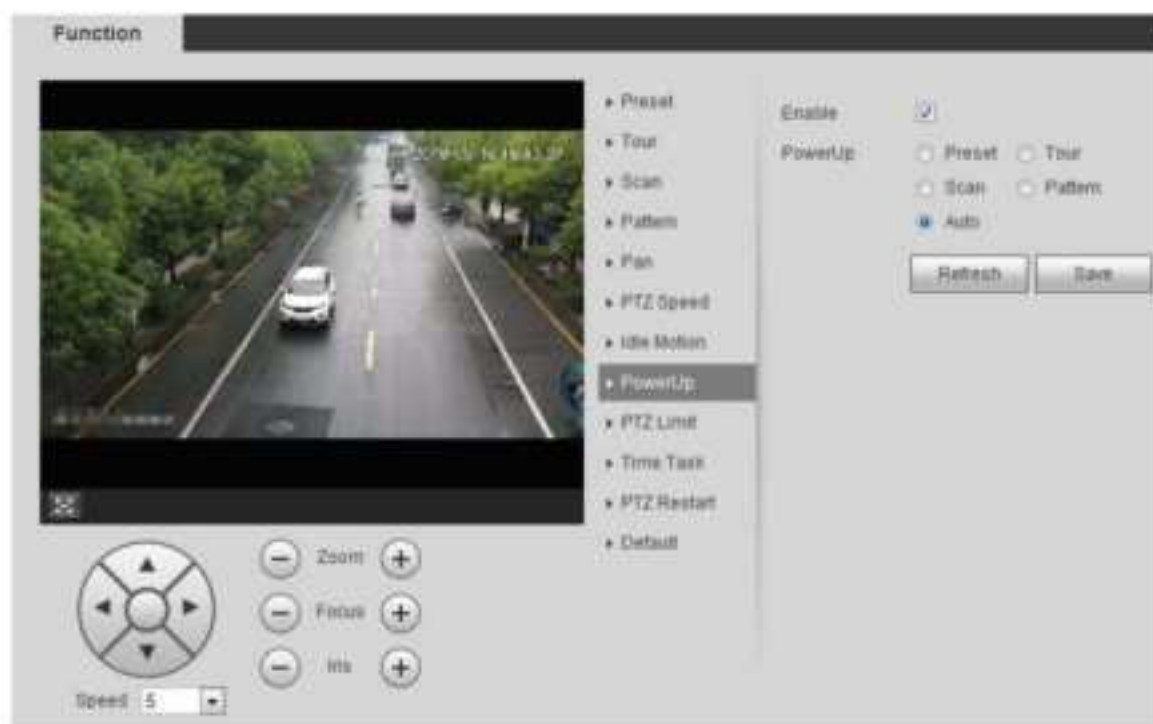 Function
Preset
Tour
Scan
Pattern
Pan
PTZ Speed
Idle Motion
PowerUp
PTZ Limit
Time Task
PTZ Restart
Default
Enable
PowerUp
Preset Tour
Scan Pattern
Auto
Refresh Save
Zoom
Focus
Iris
Speed 5